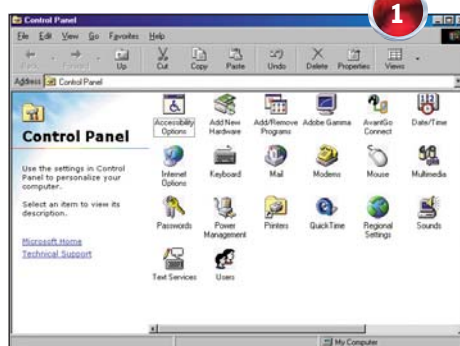 1
Control Panel
File Edit View Go Favorites Help
Back Forward Up Cut Copy Paste Undo Delete Properties Views
Address Control Panel
Control Panel
Use the settings in Control
Panel to personalize your
computer.
Select an item to view its
description.
Microsoft Home
Technical Support
Accessibility
Options
Add New
Hardware
Add/Remove
Programs
Adobe Gamma
AvantGo
Connect
Date/Time
Internet
Options
Keyboard
Mail
Modems
Mouse
Multimedia
Passwords
Power
Management
Printers
QuickTime
Regional
Settings
Sounds
Text Services
Users
My Computer